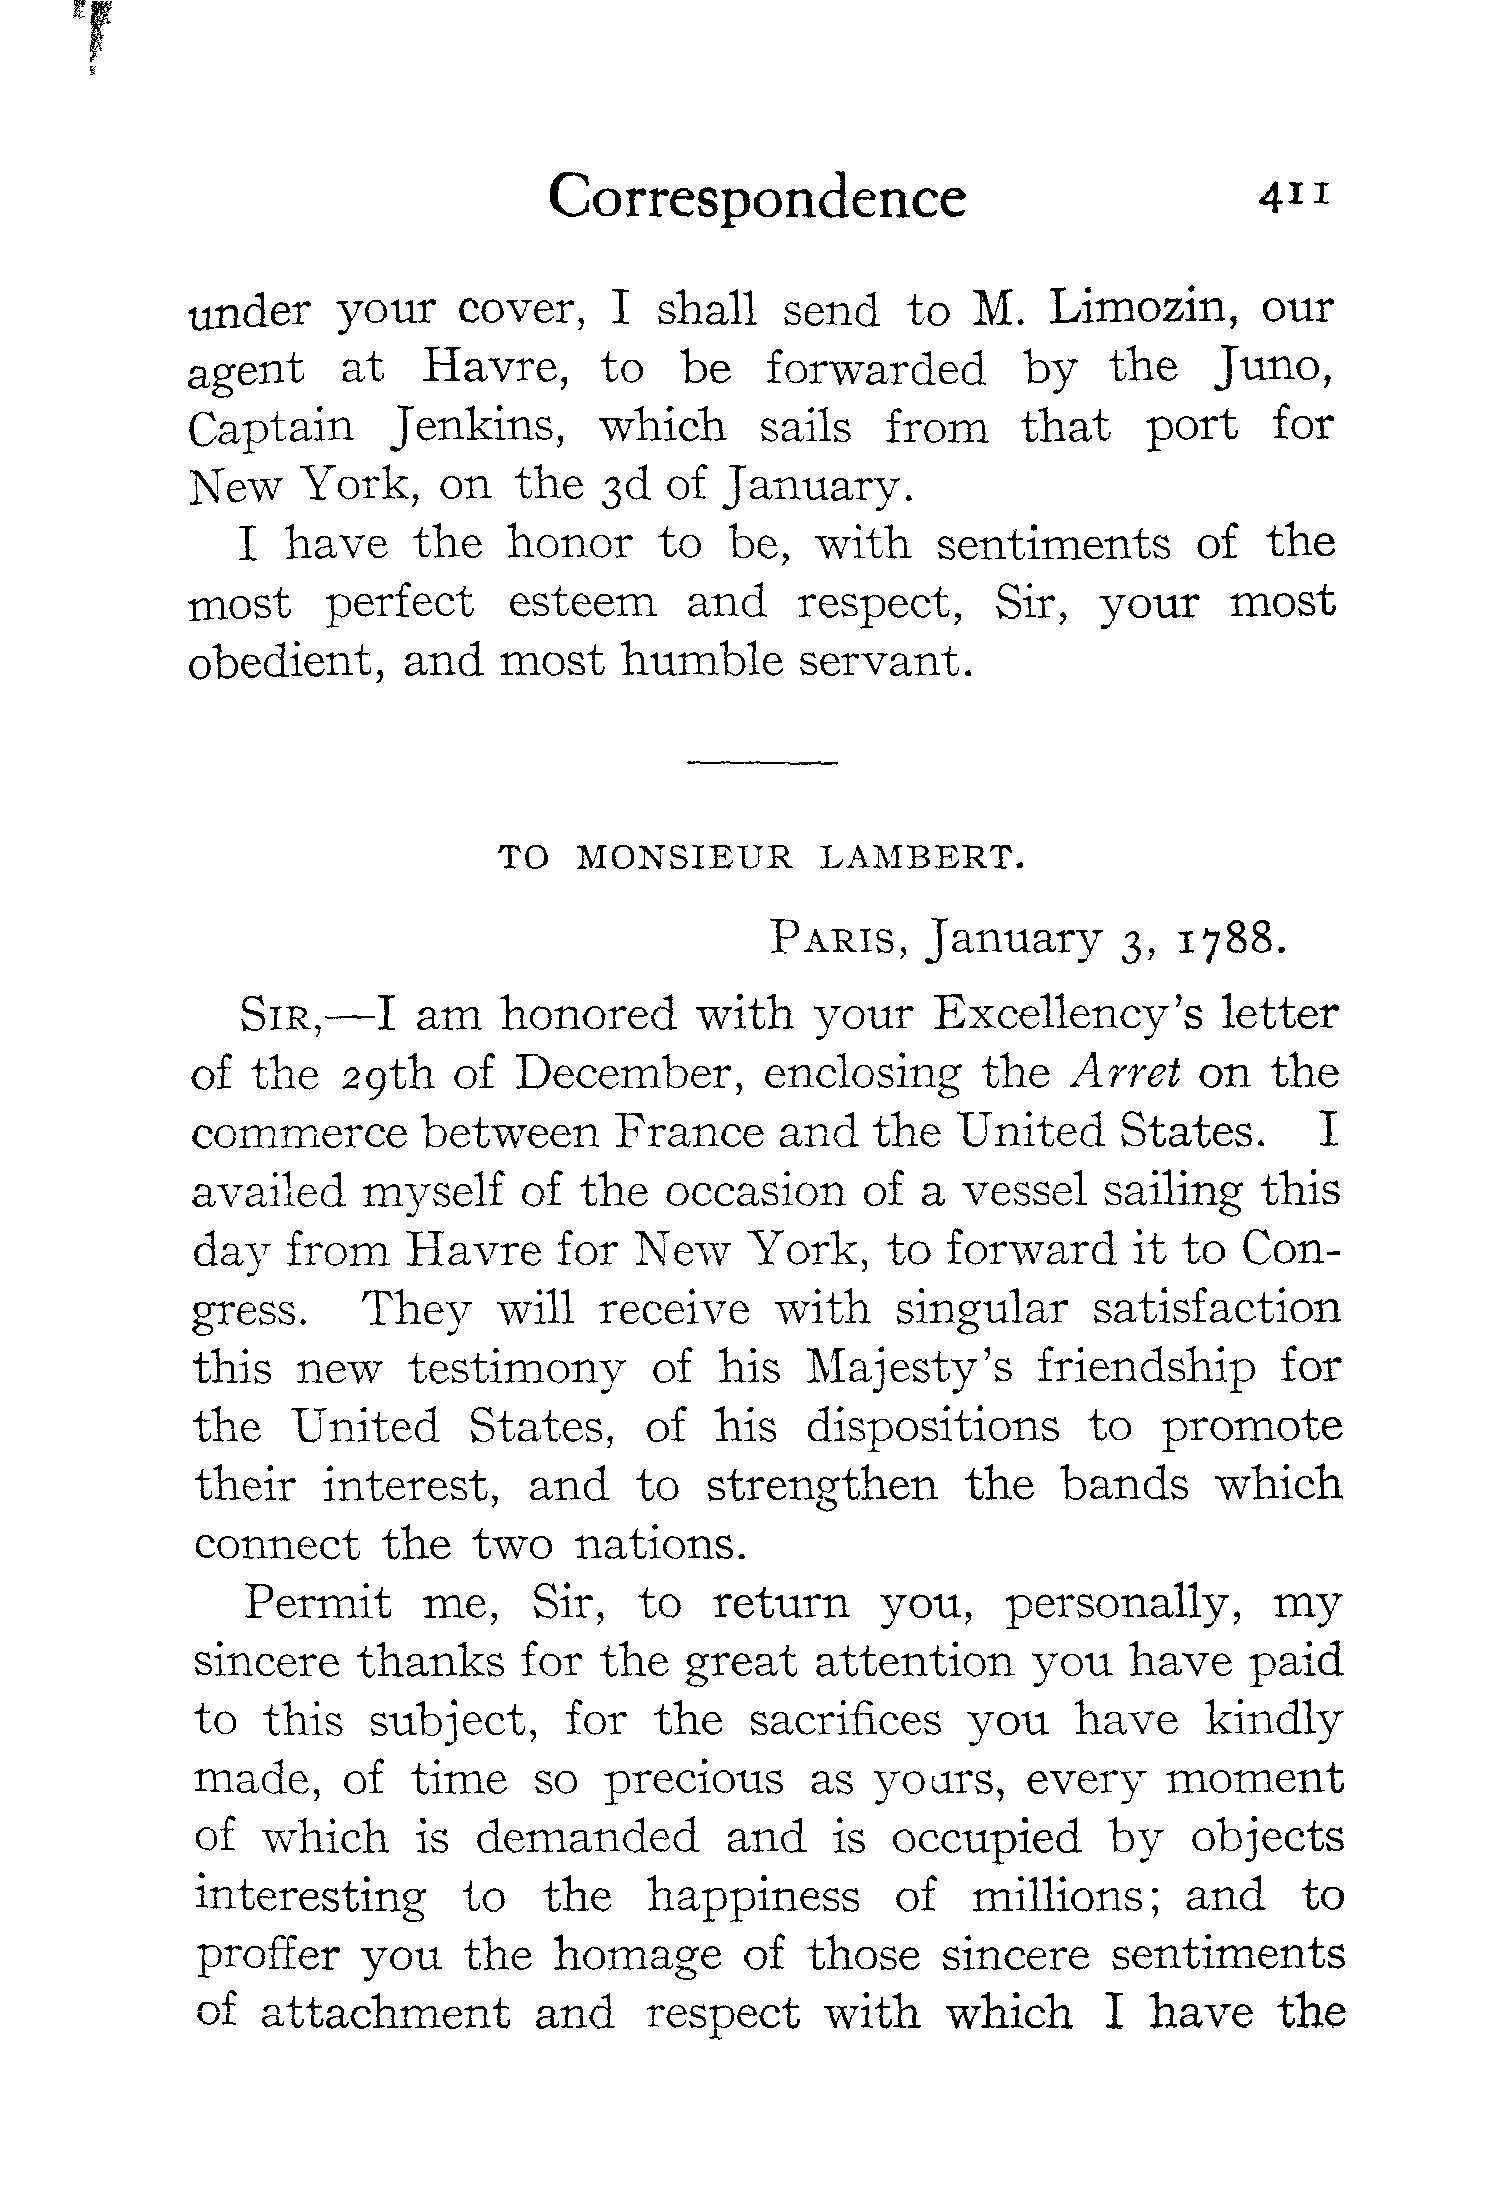 Correspondence 411
under your cover, I shall send to M. Limozin, our
agent at Havre, to be forwarded by the Juno,
Captain Jenkins, which sails from that port for
New York, on the 3d of January.
I have the honor to be, with sentiments of the
most perfect esteem and respect, Sir, your most
obedient, and most humble servant.
TO MONSIEUR LAMBERT.
PARIS, January 3, 1788.
SIR,—I am honored with your Excellency's letter
of the 29th of December, enclosing the Arret on the
commerce between France and the United States. I
availed myself of the occasion of a vessel sailing this
day from Havre for New York, to forward it to Con-
gress. They will receive with singular satisfaction
this new testimony of his Majesty's friendship for
the United States, of his dispositions to promote
their interest, and to strengthen the bands which
connect the two nations.
Permit me, Sir, to return you, personally, my
sincere thanks for the great attention you have paid
to this subject, for the sacrifices you have kindly
made, of time so precious as yours, every moment
of which is demanded and is occupied by objects
interesting to the happiness of millions; and to
proffer you the homage of those sincere sentiments
of attachment and respect with which I have the